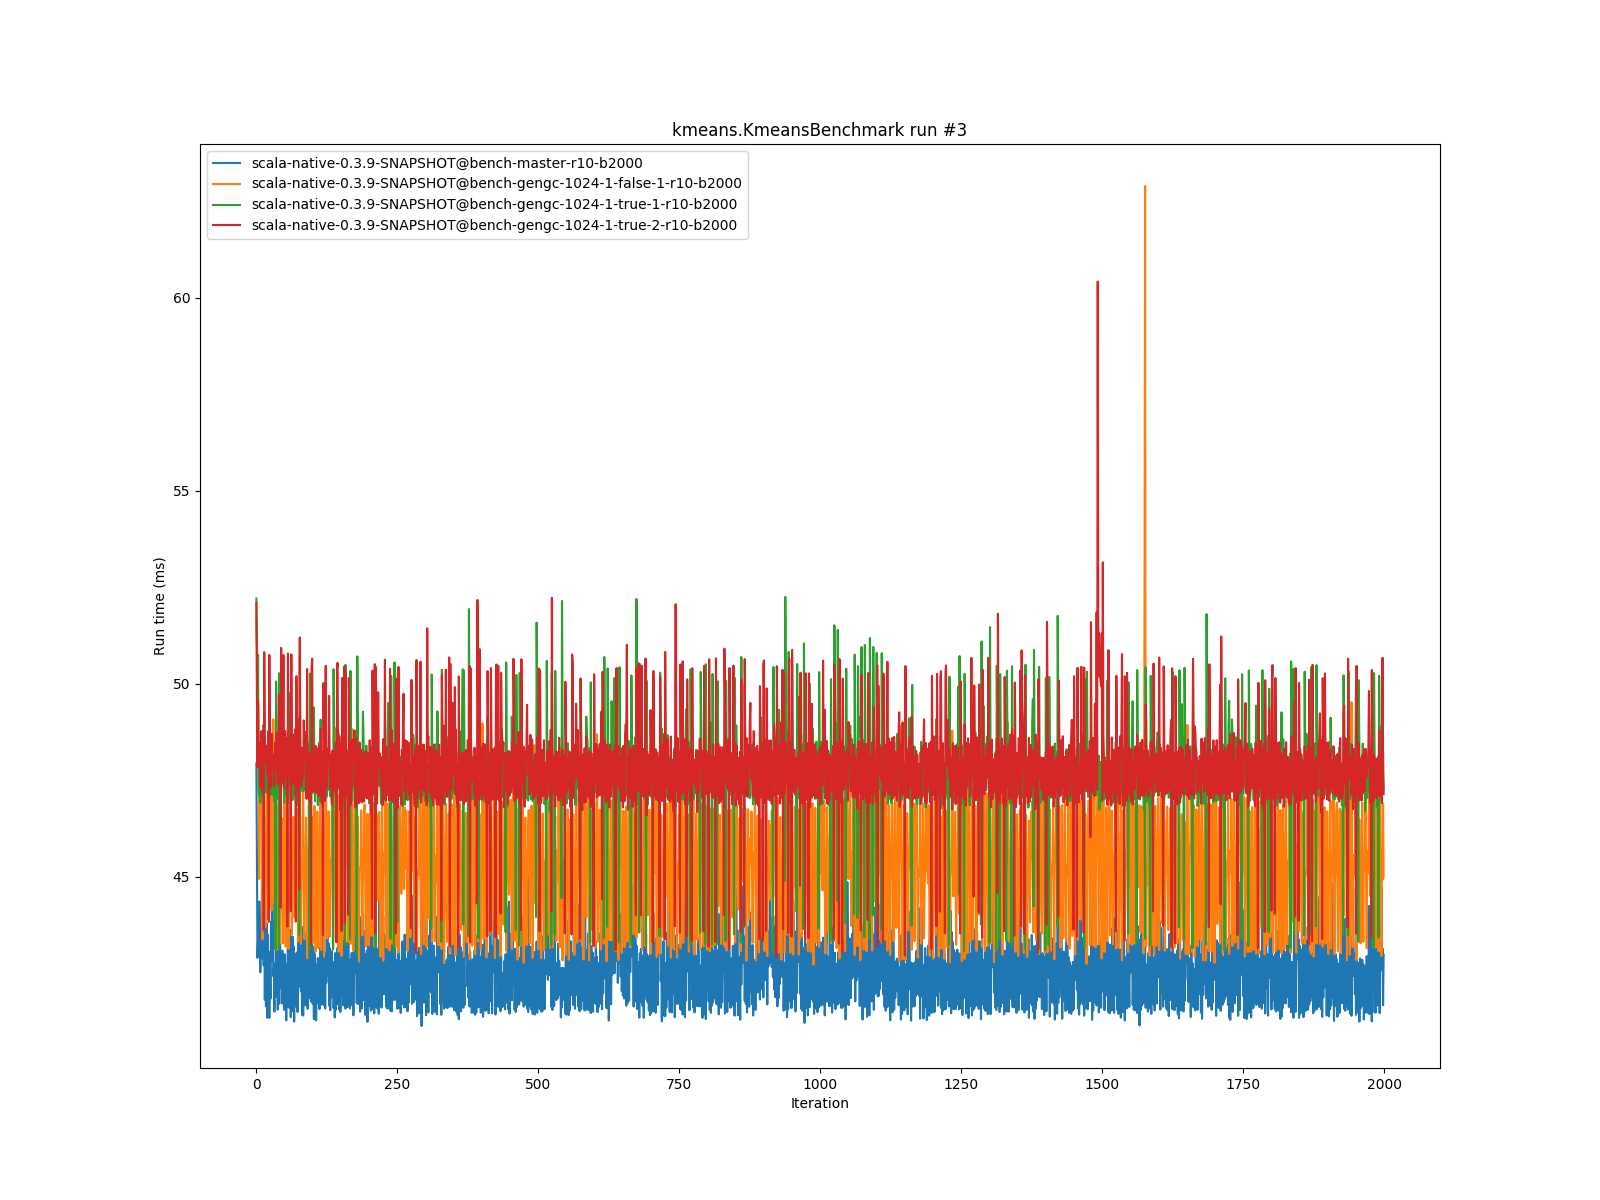 kmeans.KmeansBenchmark run #3
scala-native-0.3.9-SNAPSHOT@bench-master-r10-b2000
scala-native-0.3.9-SNAPSHOT@bench-gengc-1024-1-false-1-r10-b2000
scala-native-0.3.9-SNAPSHOT@bench-gengc-1024-1-true-1-r10-b2000
scala-native-0.3.9-SNAPSHOT@bench-gengc-1024-1-true-2-r10-b2000
60
55
50
45
Run time (ms)
0 250 500 750 1000 1250 1500 1750 2000
Iteration